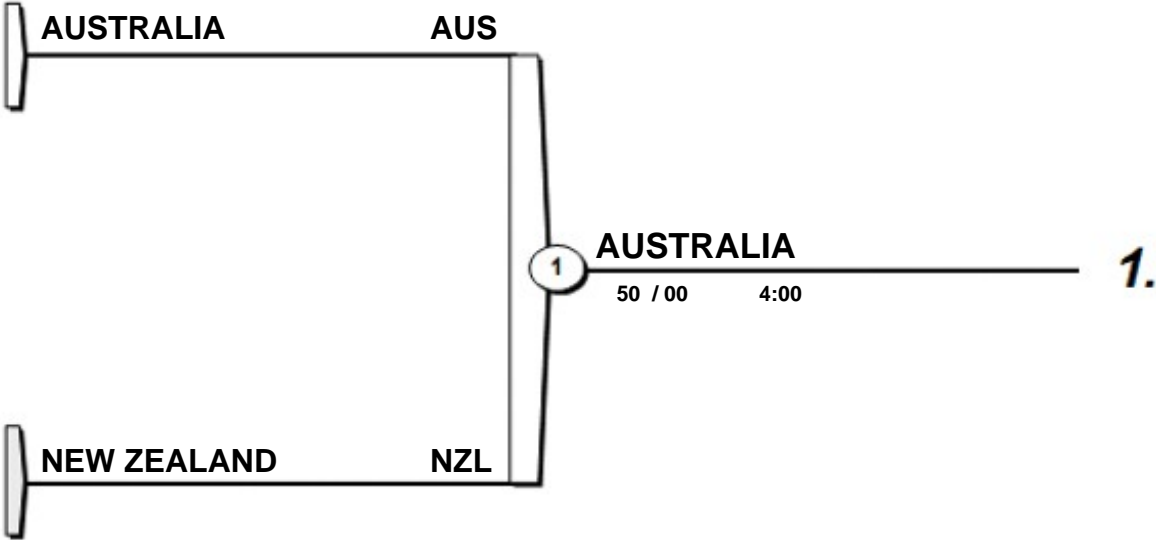 AUSTRALIA AUS
1
AUSTRALIA
1.
50 / 00 4:00
NEW ZEALAND NZL